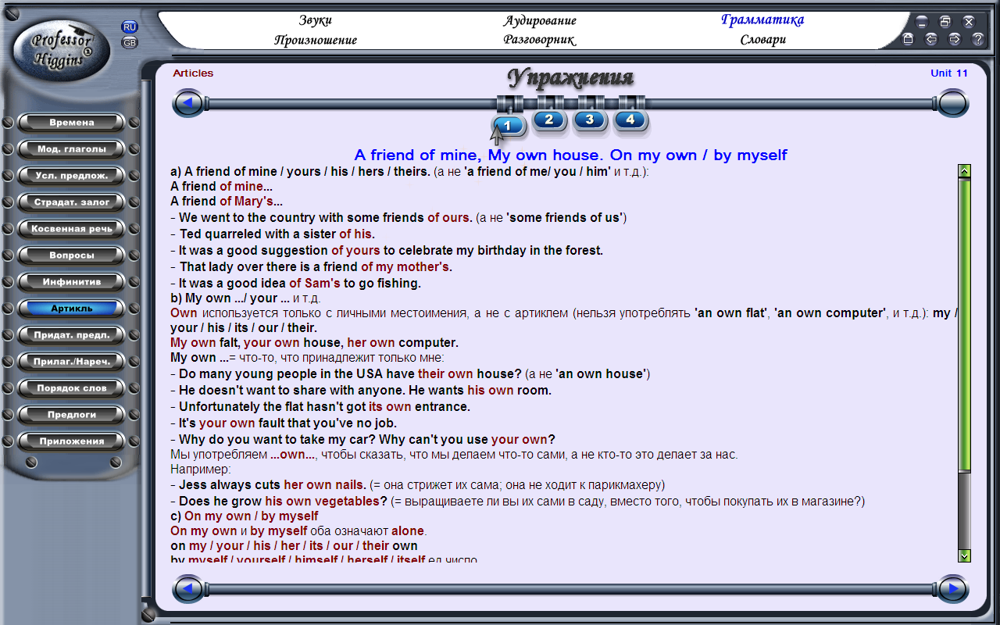 Professor Higgins
RU
GB
Звуки
Аудирование
Грамматика
Произношение
Разговорник
Словари
?
Времена
Мод. глаголы
Усл. предлож.
Страдат. залог
Косвенная речь
Вопросы
Инфинитив
Артикль
Придат. предл.
Прилаг./Нареч.
Порядок слов
Предлоги
Приложения
Articles
Упражнения
Unit 11
1
2
3
4
A friend of mine, My own house. On my own / by myself
a) A friend of mine / yours / his / hers / theirs. (а не 'a friend of me/ you / him' и т.д.):
A friend of mine...
A friend of Mary's...
- We went to the country with some friends of ours. (а не 'some friends of us')
- Ted quarreled with a sister of his.
- It was a good suggestion of yours to celebrate my birthday in the forest.
- That lady over there is a friend of my mother's.
- It was a good idea of Sam's to go fishing.
b) My own .../ your ... и т.д.
Own используется только с личными местоимения, а не с артиклем (нельзя употреблять 'an own flat', 'an own computer', и т.д.): my /
your / his / its / our / their.
My own falt, your own house, her own computer.
My own ...= что-то, что принадлежит только мне:
- Do many young people in the USA have their own house? (а не 'an own house')
- He doesn't want to share with anyone. He wants his own room.
- Unfortunately the flat hasn't got its own entrance.
- It's your own fault that you've no job.
- Why do you want to take my car? Why can't you use your own?
Мы употребляем ...own..., чтобы сказать, что мы делаем что-то сами, а не кто-то это делает за нас.
Например:
- Jess always cuts her own nails. (= она стрижет их сама; она не ходит к парикмахеру)
- Does he grow his own vegetables? (= выращиваете ли вы их сами в саду, вместо того, чтобы покупать их в магазине?)
c) On my own / by myself
On my own и by myself оба означают alone.
on my / your / his / her / its / our / their own
by myself / yourself / himself / herself / itself ед.число